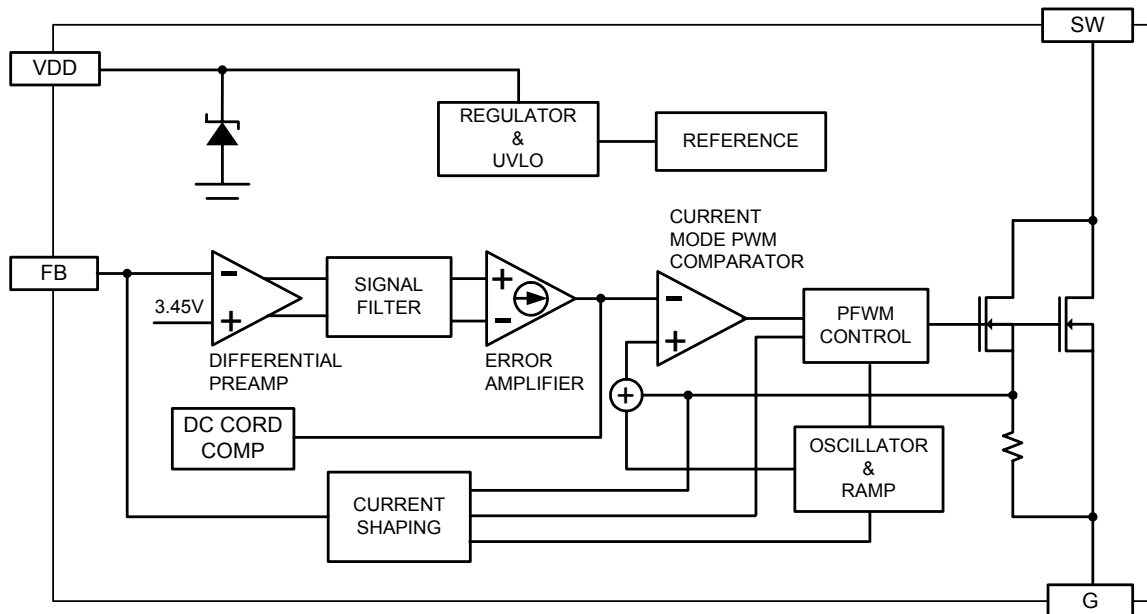 SW
VDD
REGULATOR
&
UVLO
REFERENCE
CURRENT
MODE PWM
COMPARATOR
FB
3.45V
-
+
DIFFERENTIAL
PREAMP
SIGNAL
FILTER
+
-
ERROR
AMPLIFIER
-
+
PFWM
CONTROL
+
DC CORD
COMP
OSCILLATOR
&
RAMP
CURRENT
SHAPING
G